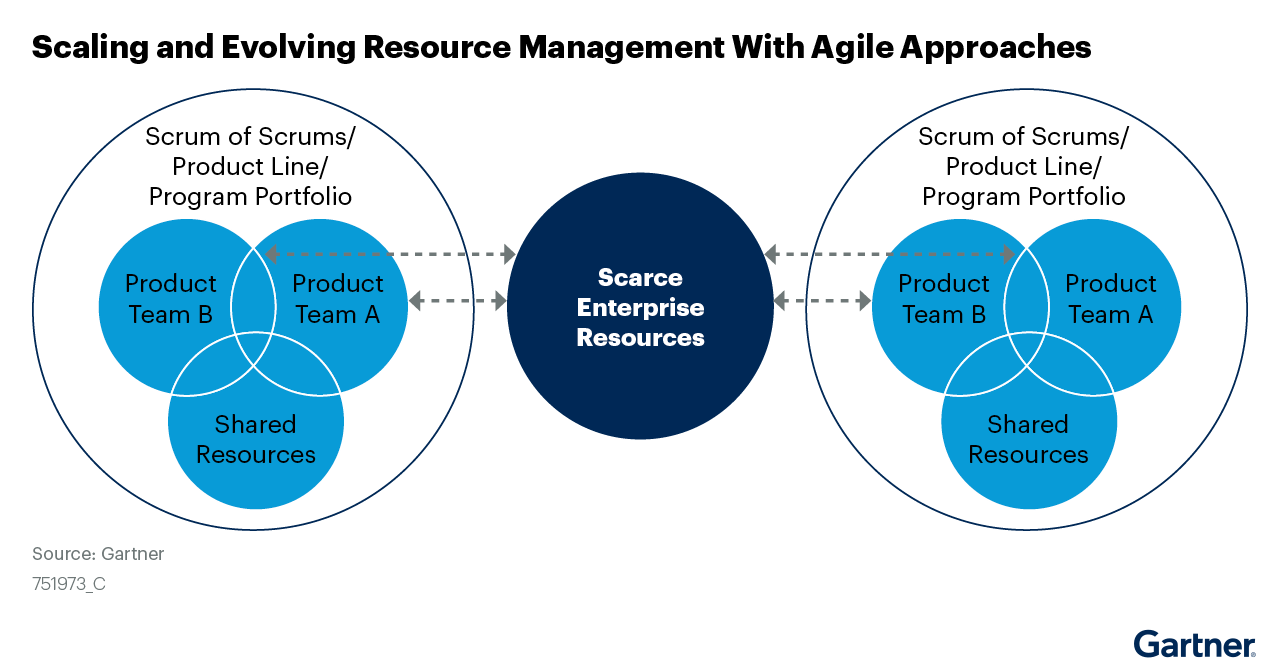 Scaling and Evolving Resource Management With Agile Approaches
Scrum of Scrums/
Product Line/
Program Portfolio
Product
Team B
Product
Team A
Shared
Resources
Scarce
Enterprise
Resources
Scrum of Scrums/
Product Line/
Program Portfolio
Product
Team B
Product
Team A
Shared
Resources
Source: Gartner
751973_C
Gartner®